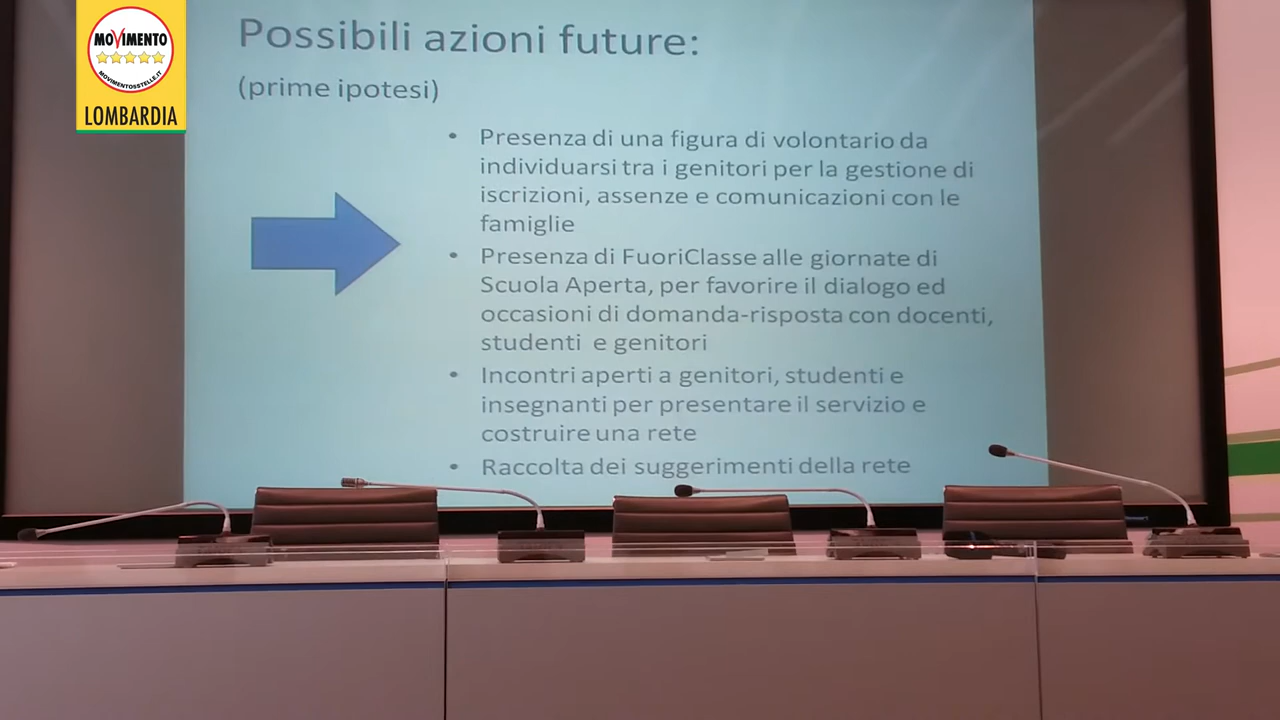 MOVIMENTO
MOVIMENTO5STELLE.IT
LOMBARDIA
Possibili azioni future:
(prime ipotesi)
• Presenza di una figura di volontario da
individuarsi tra i genitori per la gestione di
iscrizioni, assenze e comunicazioni con le
famiglie
• Presenza di FuoriClasse alle giornate di
Scuola Aperta, per favorire il dialogo ed
occasioni di domanda-risposta con docenti,
studenti e genitori
• Incontri aperti a genitori, studenti e
insegnanti per presentare il servizio e
costruire una rete
• Raccolta dei suggerimenti della rete